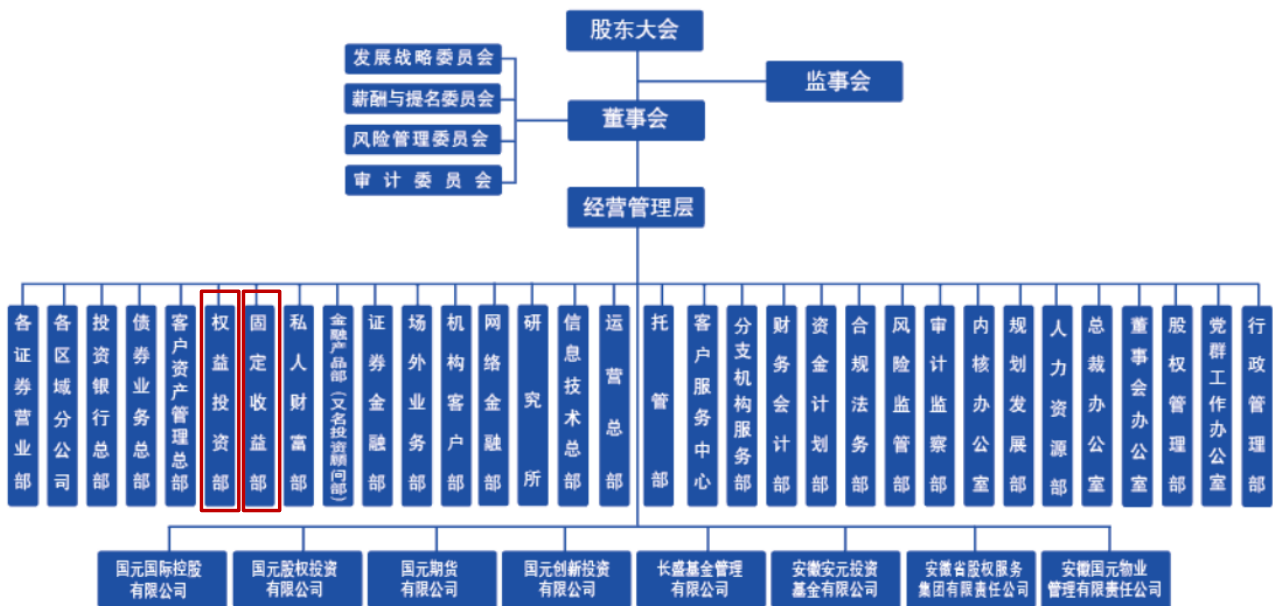 股东大会
发展战略委员会
监事会
薪酬与提名委员会
董事会
风险管理委员会
审计委员会
经营管理层
各证券营业部
各区域分公司
投资银行总部
债券业务总部
客户资产管理总部
权益投资部
固定收益部
私人财富部
金融产品部（又名投资顾问部）
证券金融部
场外业务部
机构客户部
网络金融部
研究所
信息技术总部
运营总部
托管部
客户服务中心
分支机构服务部
财务会计部
资金计划部
合规法务部
风险监管部
审计监察部
内核办公室
规划发展部
人力资源部
总裁办公室
董事会办公室
股权管理部
党群工作办公室
行政管理部
国元国际控股
有限公司
国元股权投资
有限公司
国元期货
有限公司
国元创新投资
有限公司
长盛基金管理
有限公司
安徽安元投资
基金有限公司
安徽省股权服务
集团有限责任公司
安徽国元物业
管理有限责任公司